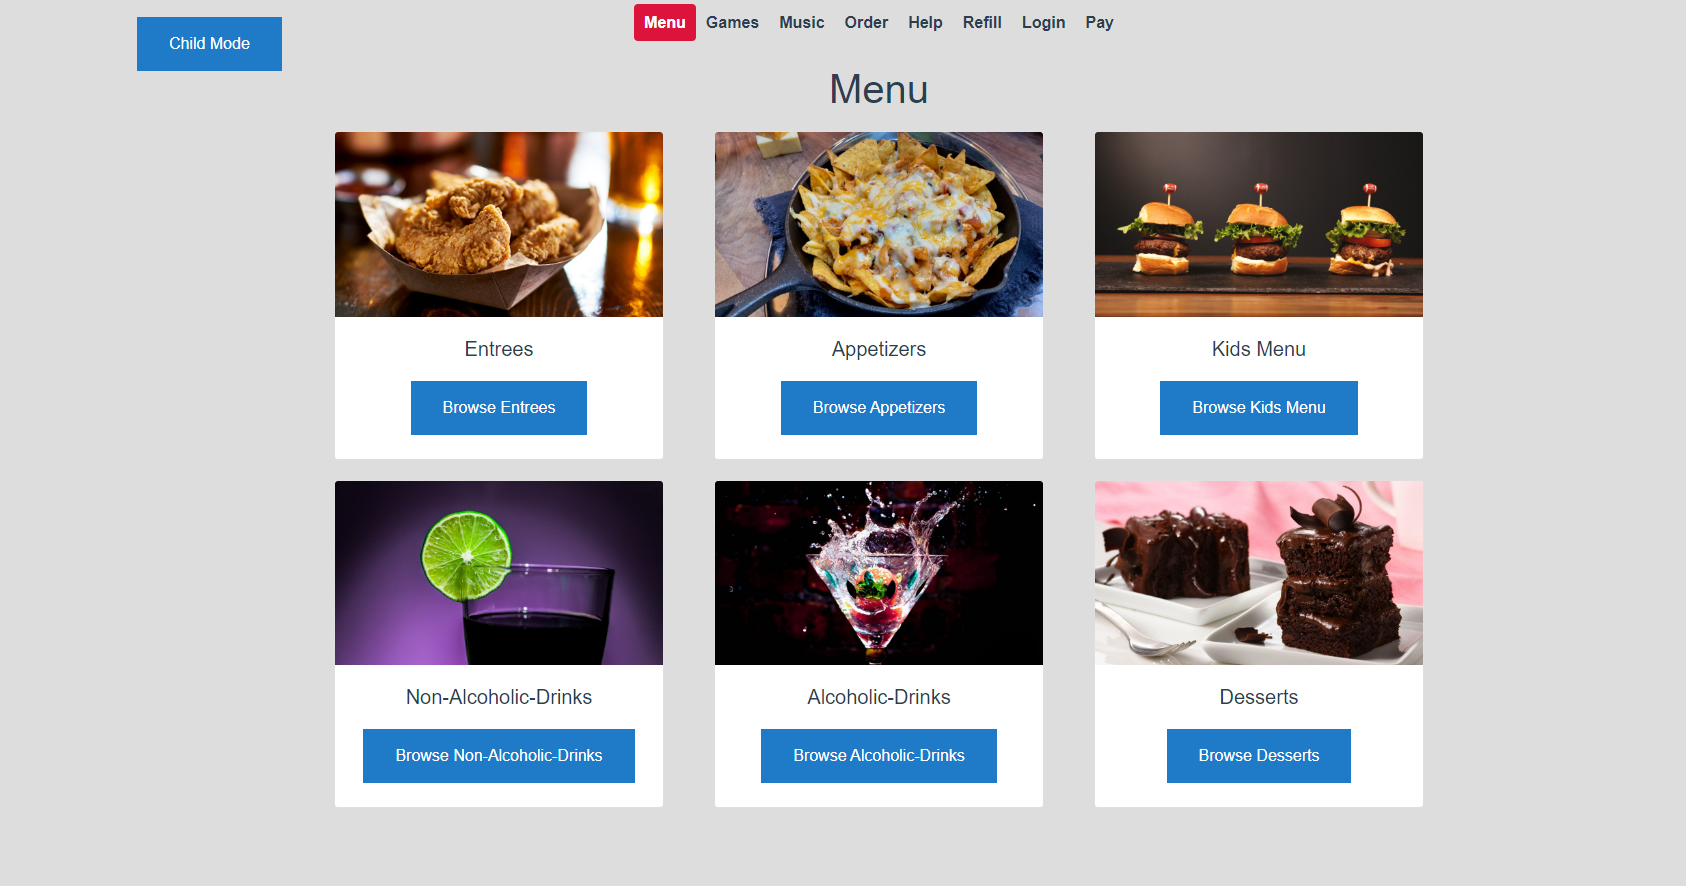 Child Mode
Menu Games Music Order Help Refill Login Pay
Menu
Entrees
Browse Entrees
Appetizers
Browse Appetizers
Kids Menu
Browse Kids Menu
Non-Alcoholic-Drinks
Browse Non-Alcoholic-Drinks
Alcoholic-Drinks
Browse Alcoholic-Drinks
Desserts
Browse Desserts